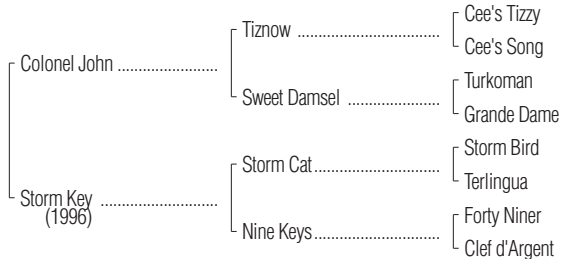 Cee's Tizzy
Tiznow ........................................
Cee's Song
Colonel John ............................
Turkoman
Sweet Damsel ..........................
Grande Dame
Storm Bird
Storm Cat...................................
Terlingua
Storm Key .................................
(1996)
Forty Niner
Nine Keys...................................
Clef d'Argent